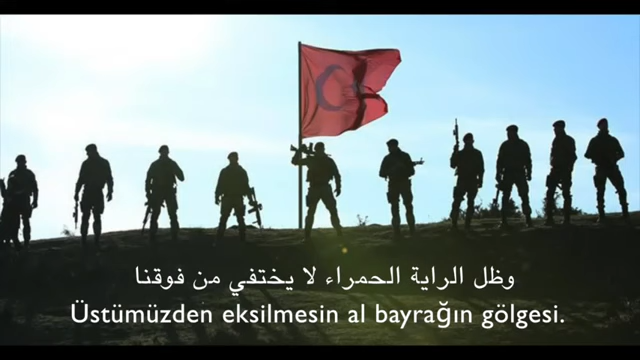 وظل الراية الحمراء لا يختفي من فوقنا
Üstümüzden eksilmesin al bayrağın gölgesi.